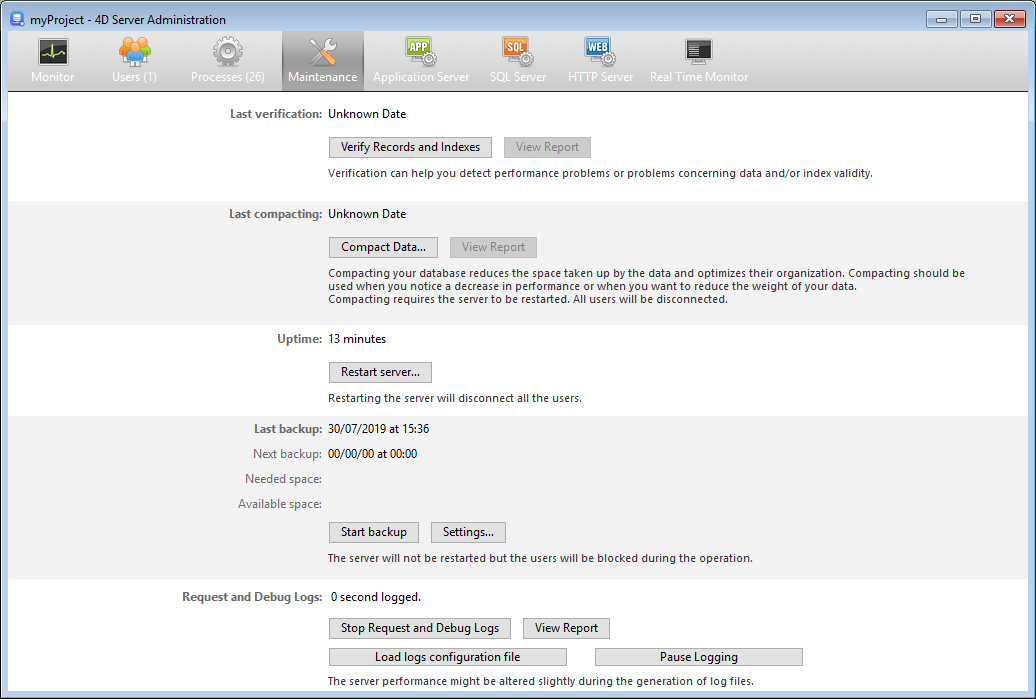 myProject - 4D Server Administration
Monitor
Users (1)
Processes (26)
Maintenance
APP
Application Server
SQL
SQL Server
WEB
HTTP Server
Real Time Monitor
Last verification: Unknown Date
Verify Records and Indexes
View Report
Verification can help you detect performance problems or problems concerning data and/or index validity.
Last compacting: Unknown Date
Compact Data...
View Report
Compacting your database reduces the space taken up by the data and optimizes their organization. Compacting should be
used when you notice a decrease in performance or when you want to reduce the weight of your data.
Compacting requires the server to be restarted. All users will be disconnected.
Uptime: 13 minutes
Restart server...
Restarting the server will disconnect all the users.
Last backup: 30/07/2019 at 15:36
Next backup: 00/00/00 at 00:00
Needed space:
Available space:
Start backup
Settings...
The server will not be restarted but the users will be blocked during the operation.
Request and Debug Logs: 0 second logged.
Stop Request and Debug Logs
View Report
Load logs configuration file
Pause Logging
The server performance might be altered slightly during the generation of log files.